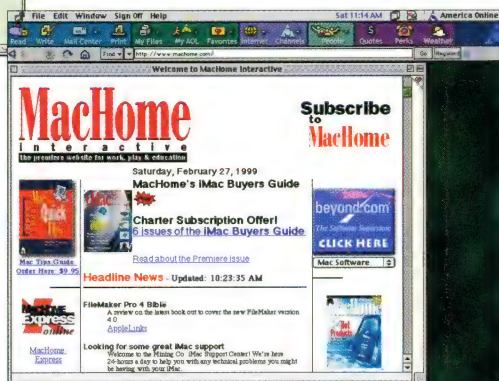 File Edit Window Sign Off Help
Sat 11:14 AM
America Online
Read Write Mail Center Print My Files My AOL Favorites Internet Channels People Quotes Perks Weather
Find http://www.machome.com/ Go Keyword
Welcome to MacHome Interactive
MacHome
interactive
the premiere website for work, play & education
Subscribe
to
MacHome
Saturday, February 27, 1999
MacHome's iMac Buyers Guide
Charter Subscription Offer!
6 issues of the iMac Buyers Guide
Read about the Premiere issue
Mac Tips Guide
Order Here: $9.95
beyond.com
The Software Superstore
CLICK HERE
Mac Software
Headline News - Updated: 10:23:35 AM
FileMaker Pro 4 Bible
A review on the latest book out to cover the new FileMaker version
4.0
AppleLinks
Looking for some great iMac support
Welcome to the Mining Co. iMac Support Center! We're here
24-hours a day to help you with any technical problems you might
be having with your iMac.
MacHome
Express
online
MacHome
Express
Hot
Products